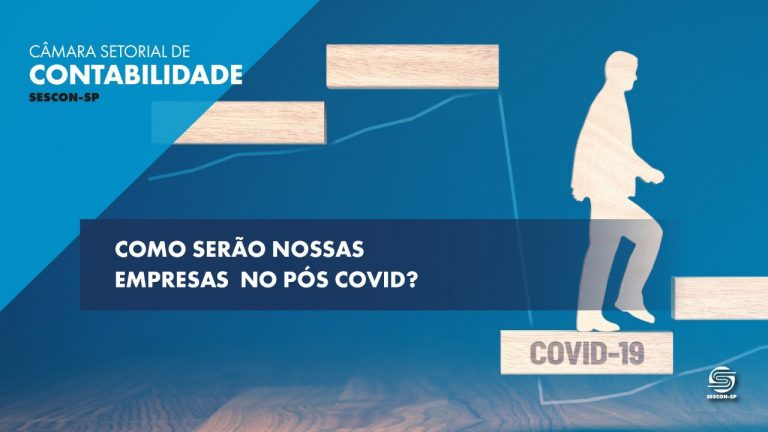 CÂMARA SETORIAL DE
CONTABILIDADE
SESCON-SP
COMO SERÃO NOSSAS
EMPRESAS NO PÓS COVID?
COVID-19
SESCON-SP